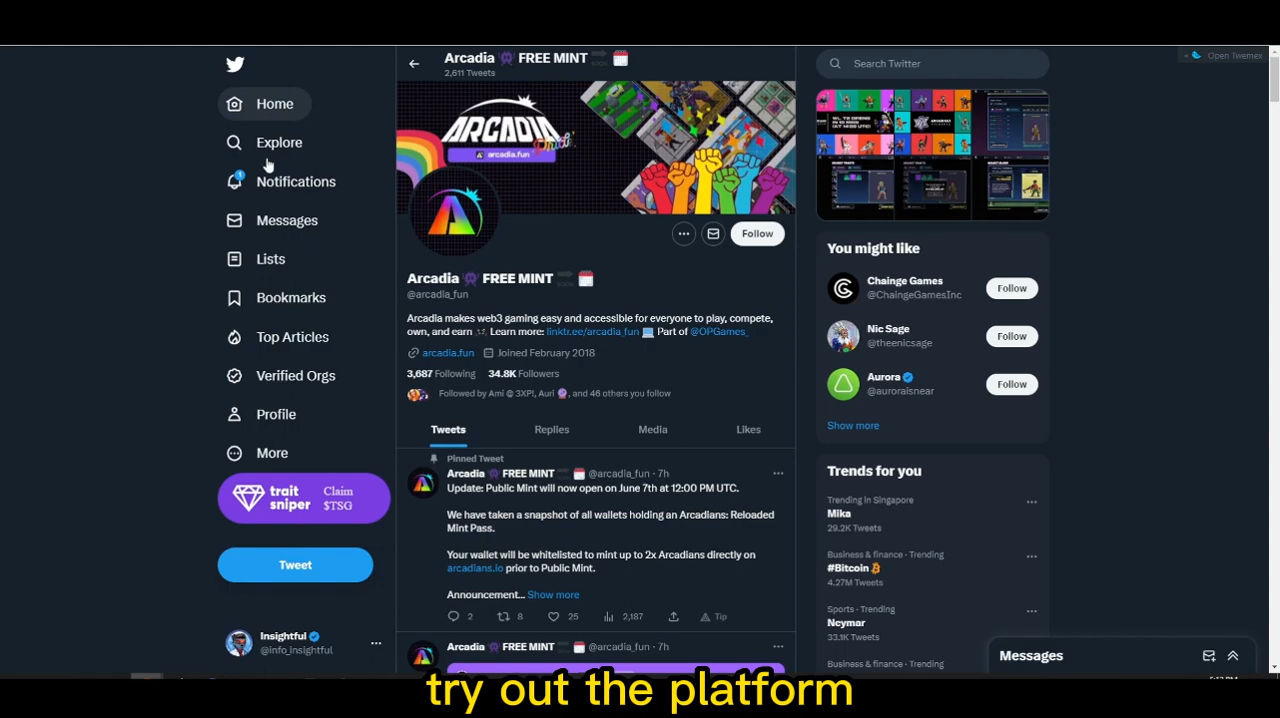 Arcadia FREE MINT
2,611 Tweets
Search Twitter
Open Twemex
Home
Explore
1
Notifications
Messages
Lists
Bookmarks
Top Articles
Verified Orgs
Profile
More
trait sniper
Claim $TSG
Tweet
Insightful
@info_insightful
ARCADIA
Pride
arcadia.fun
Follow
Arcadia FREE MINT
@arcadia_fun
Arcadia makes web3 gaming easy and accessible for everyone to play, compete,
own, and earn Learn more: linktr.ee/arcadia_fun Part of @OPGames_
arcadia.fun Joined February 2018
3,687 Following 34.8K Followers
Followed by Ami @ 3XP!, Auri, and 46 others you follow
Tweets Replies Media Likes
Pinned Tweet
Arcadia FREE MINT @arcadia_fun · 7h
Update: Public Mint will now open on June 7th at 12:00 PM UTC.
We have taken a snapshot of all wallets holding an Arcadians: Reloaded
Mint Pass.
Your wallet will be whitelisted to mint up to 2x Arcadians directly on
arcadians.io prior to Public Mint.
Announcement... Show more
2 8 25 2,187 Tip
Arcadia FREE MINT @arcadia_fun · 7h
You might like
Chainge Games
@ChaingeGamesInc
Follow
Nic Sage
@theenicsage
Follow
Aurora
@auroraisnear
Follow
Show more
Trends for you
Trending in Singapore
Mika
29.2K Tweets
Business & finance · Trending
#Bitcoin
4.27M Tweets
Sports · Trending
Neymar
33.1K Tweets
Business & finance · Trending
Messages
try out the platform